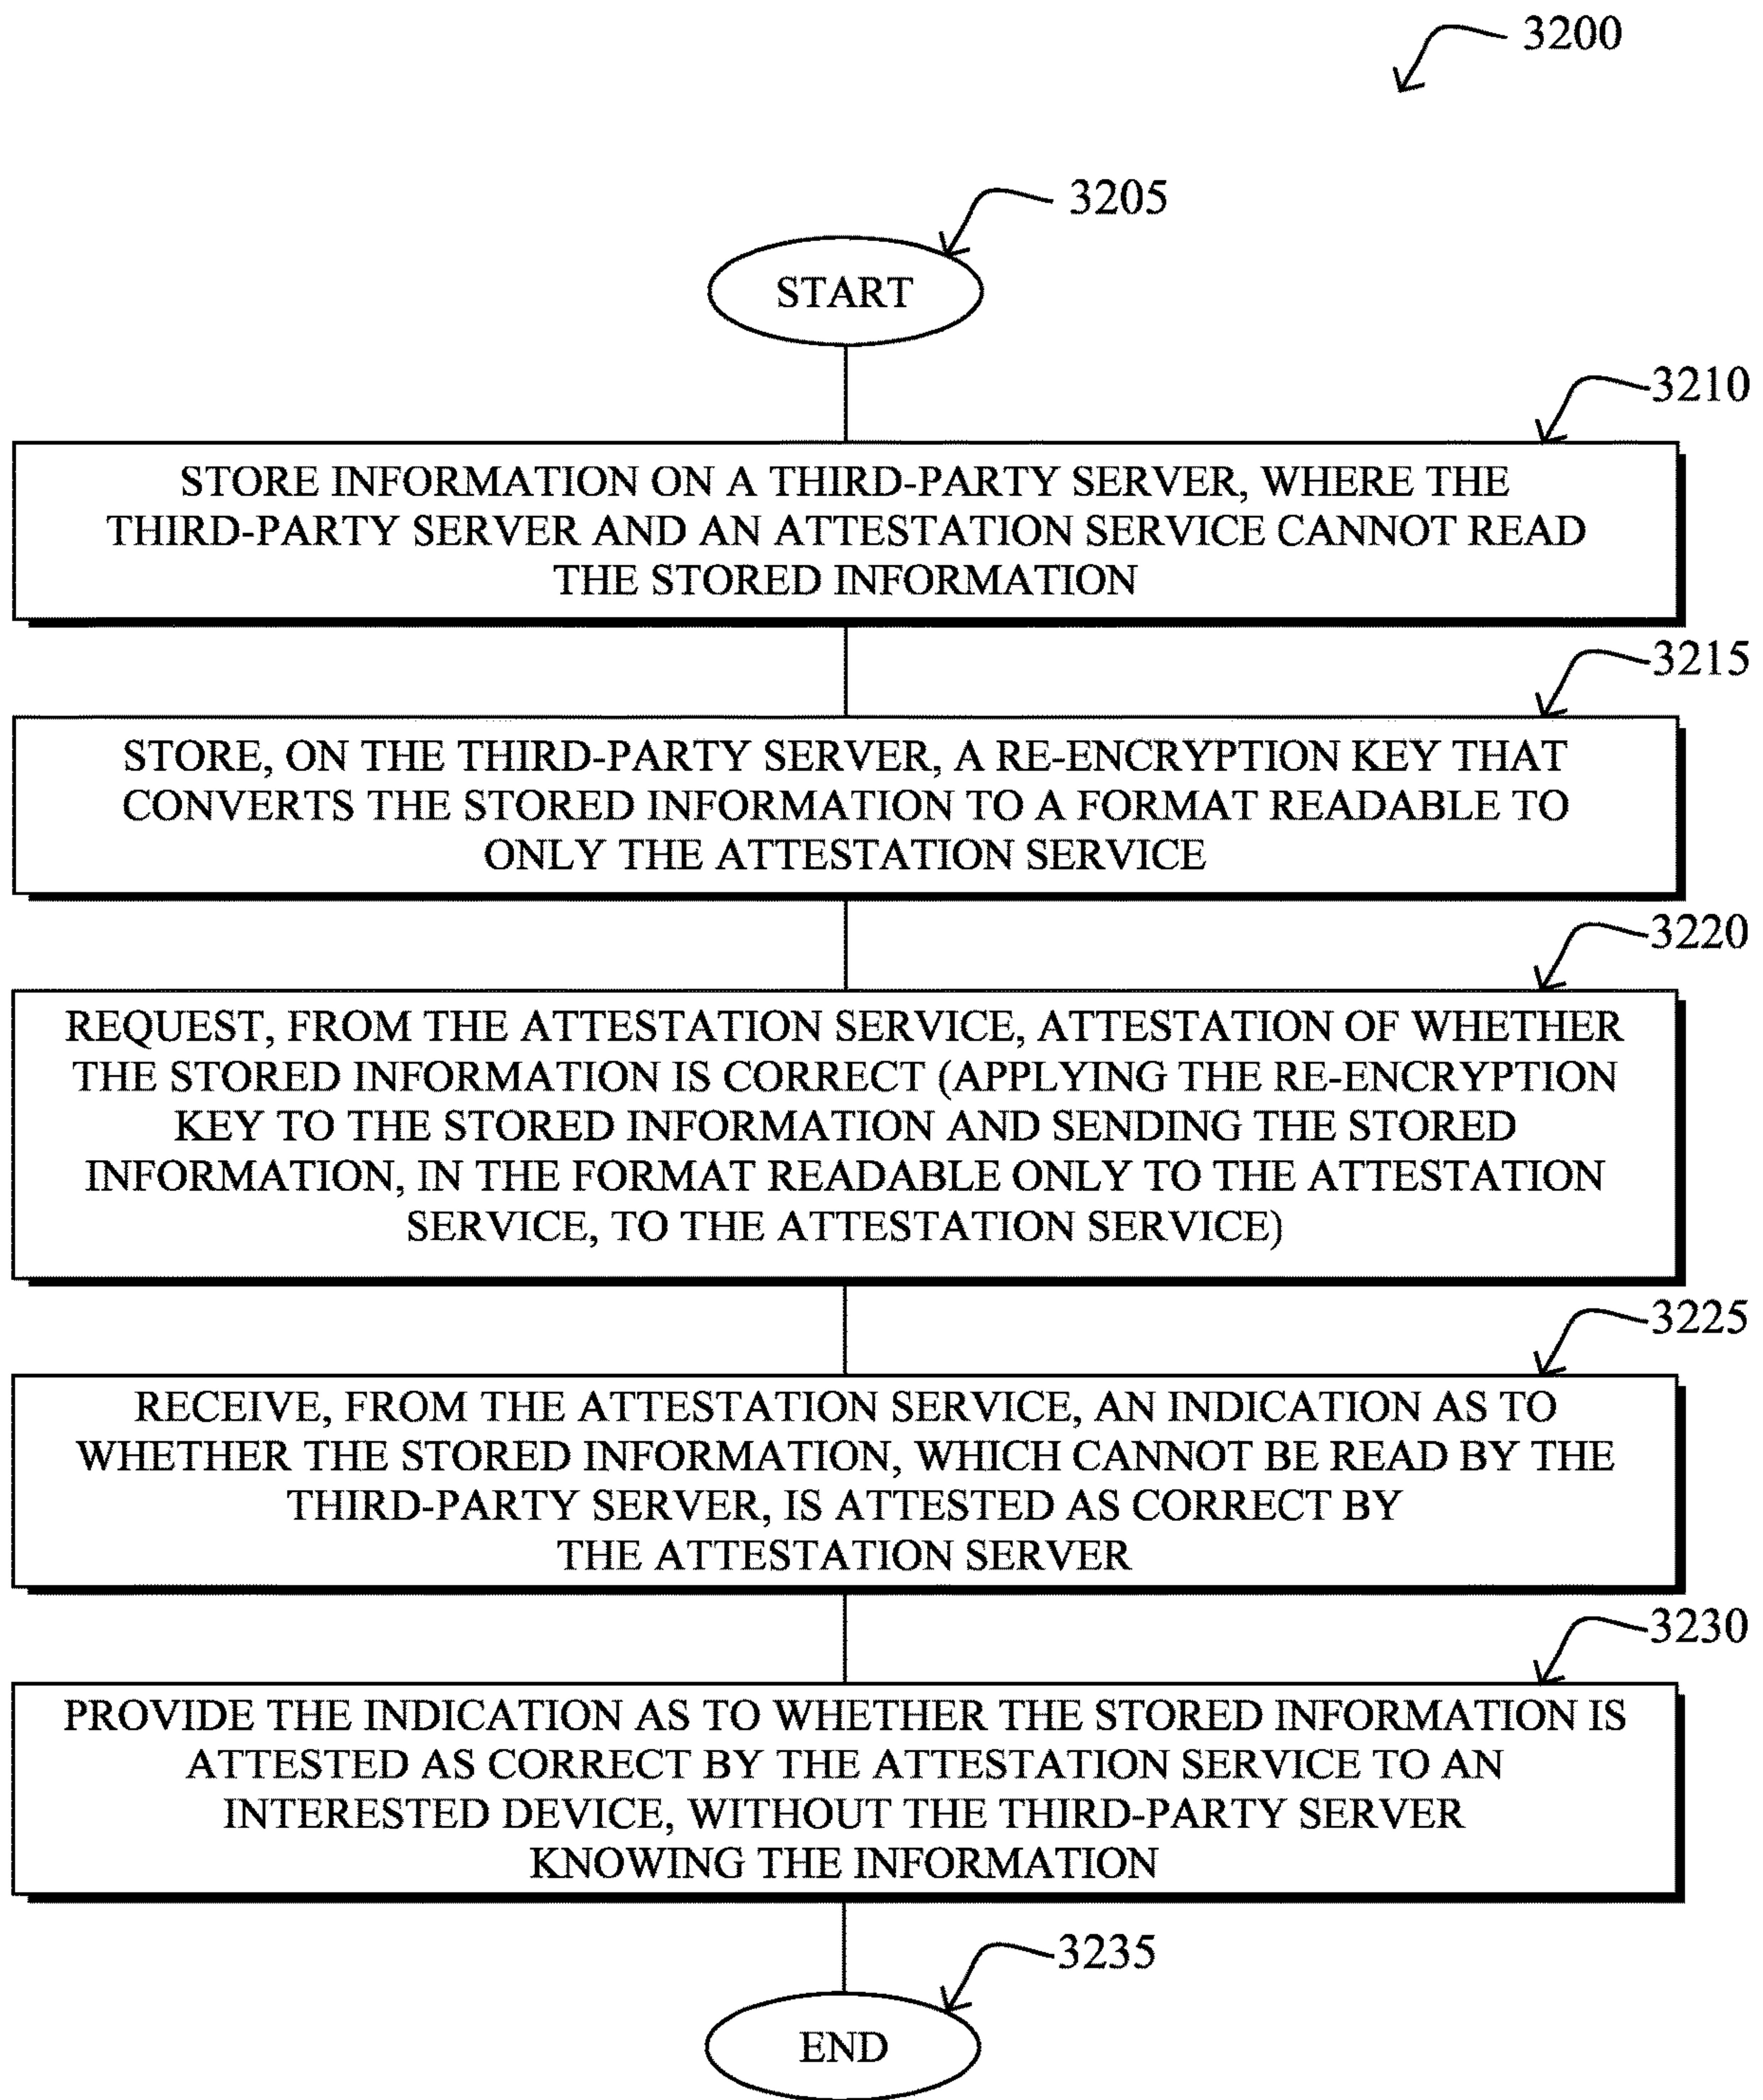 3200
3205
START
3210
STORE INFORMATION ON A THIRD-PARTY SERVER, WHERE THE
THIRD-PARTY SERVER AND AN ATTESTATION SERVICE CANNOT READ
THE STORED INFORMATION
3215
STORE, ON THE THIRD-PARTY SERVER, A RE-ENCRYPTION KEY THAT
CONVERTS THE STORED INFORMATION TO A FORMAT READABLE TO
ONLY THE ATTESTATION SERVICE
3220
REQUEST, FROM THE ATTESTATION SERVICE, ATTESTATION OF WHETHER
THE STORED INFORMATION IS CORRECT (APPLYING THE RE-ENCRYPTION
KEY TO THE STORED INFORMATION AND SENDING THE STORED
INFORMATION, IN THE FORMAT READABLE ONLY TO THE ATTESTATION
SERVICE, TO THE ATTESTATION SERVICE)
3225
RECEIVE, FROM THE ATTESTATION SERVICE, AN INDICATION AS TO
WHETHER THE STORED INFORMATION, WHICH CANNOT BE READ BY THE
THIRD-PARTY SERVER, IS ATTESTED AS CORRECT BY
THE ATTESTATION SERVER
3230
PROVIDE THE INDICATION AS TO WHETHER THE STORED INFORMATION IS
ATTESTED AS CORRECT BY THE ATTESTATION SERVICE TO AN
INTERESTED DEVICE, WITHOUT THE THIRD-PARTY SERVER
KNOWING THE INFORMATION
3235
END